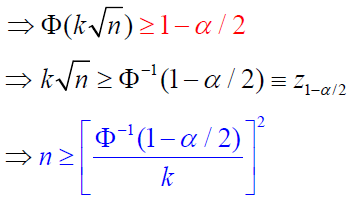 ⇒ Φ(k√n) ≥ 1 − α / 2
⇒ k√n ≥ Φ⁻¹(1 − α / 2) ≡ z₁₋α/₂
⇒ n ≥ [Φ⁻¹(1 − α / 2) / k]²